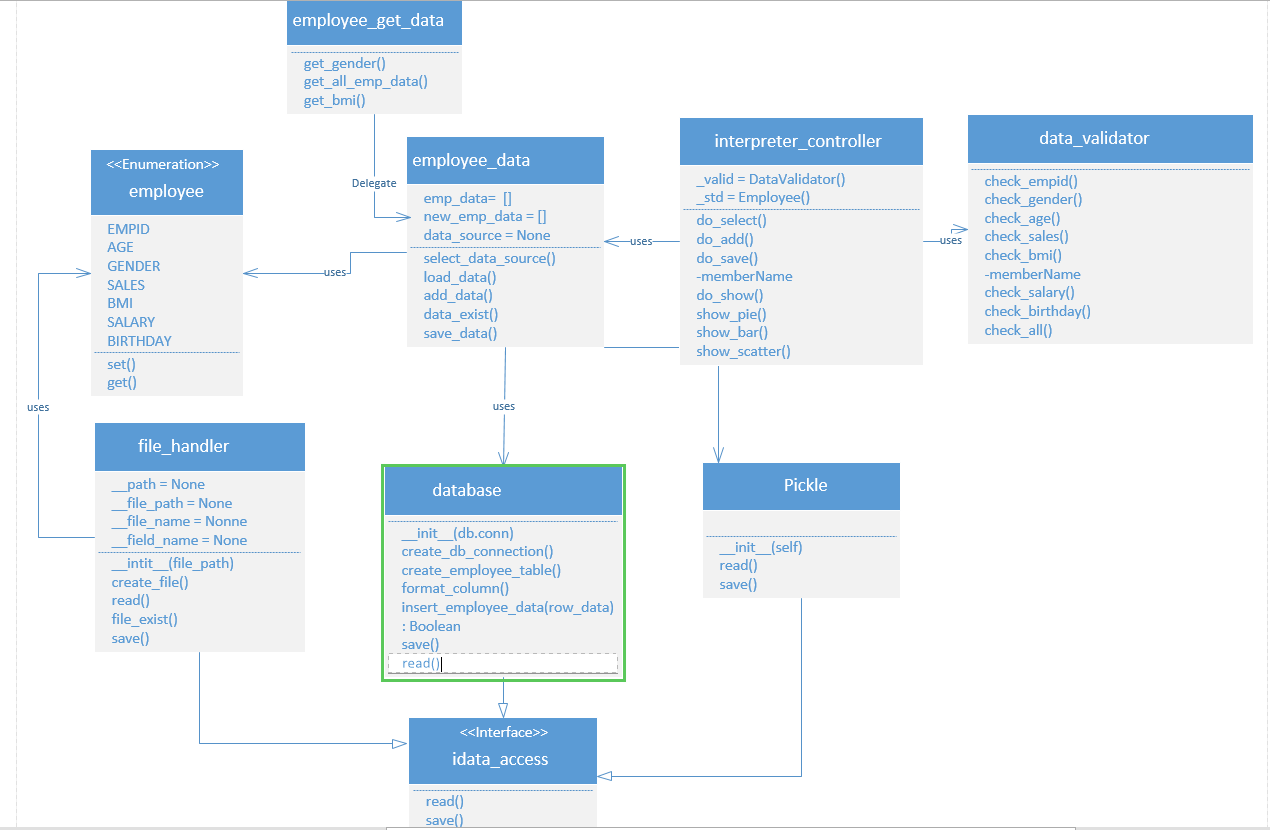 employee_get_data
get_gender()
get_all_emp_data()
get_bmi()
Delegate
<<Enumeration>>
employee
EMPID
AGE
GENDER
SALES
BMI
SALARY
BIRTHDAY
set()
get()
uses
employee_data
emp_data= []
new_emp_data = []
data_source = None
select_data_source()
load_data()
add_data()
data_exist()
save_data()
uses
interpreter_controller
_valid = DataValidator()
_std = Employee()
do_select()
do_add()
do_save()
-memberName
do_show()
show_pie()
show_bar()
show_scatter()
uses
data_validator
check_empid()
check_gender()
check_age()
check_sales()
check_bmi()
-memberName
check_salary()
check_birthday()
check_all()
uses
uses
file_handler
__path = None
__file_path = None
__file_name = Nonne
__field_name = None
__intit__(file_path)
create_file()
read()
file_exist()
save()
database
__init__(db.conn)
create_db_connection()
create_employee_table()
format_column()
insert_employee_data(row_data)
: Boolean
save()
read()
Pickle
__init__(self)
read()
save()
<<Interface>>
idata_access
read()
save()